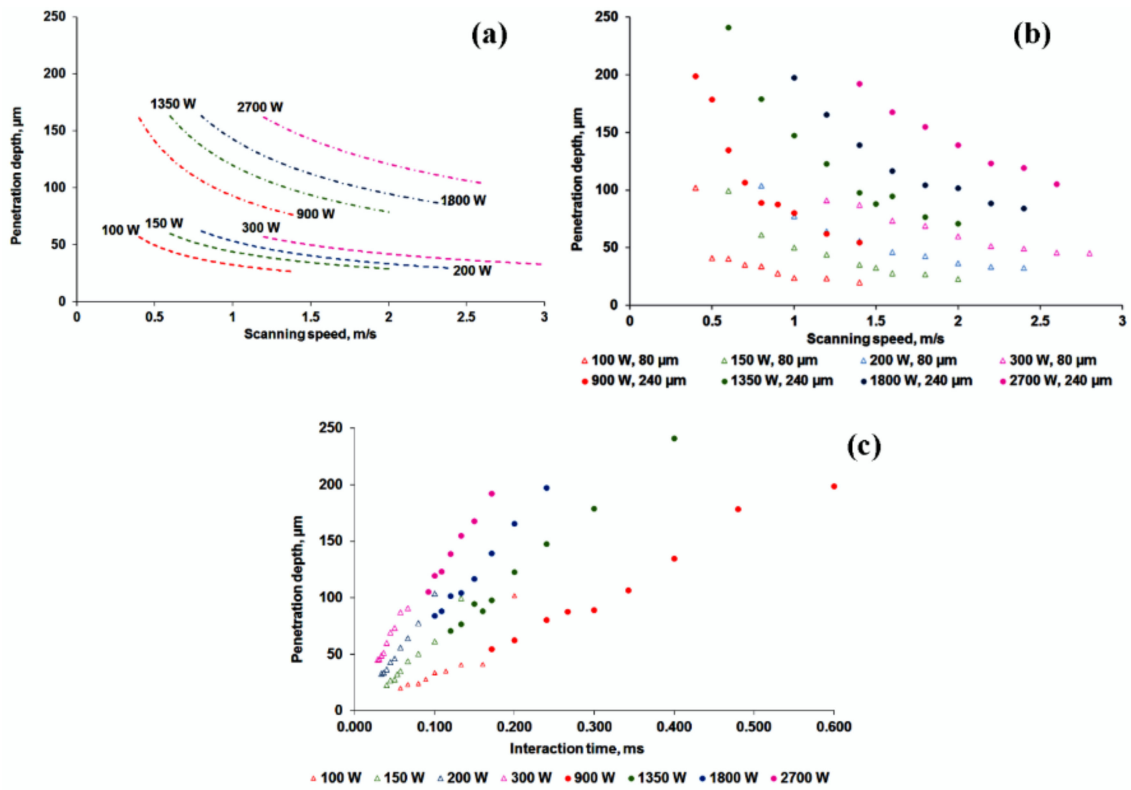 (a)
250
200
150
100
50
0
Penetration depth, µm
1350 W
2700 W
900 W
1800 W
100 W
150 W
300 W
200 W
0 0.5 1 1.5 2 2.5 3
Scanning speed, m/s
(b)
250
200
150
100
50
0
Penetration depth, µm
0 0.5 1 1.5 2 2.5 3
Scanning speed, m/s
100 W, 80 µm 150 W, 80 µm 200 W, 80 µm 300 W, 80 µm
900 W, 240 µm 1350 W, 240 µm 1800 W, 240 µm 2700 W, 240 µm
(c)
250
200
150
100
50
0
Penetration depth, µm
0.000 0.100 0.200 0.300 0.400 0.500 0.600
Interaction time, ms
100 W 150 W 200 W 300 W 900 W 1350 W 1800 W 2700 W